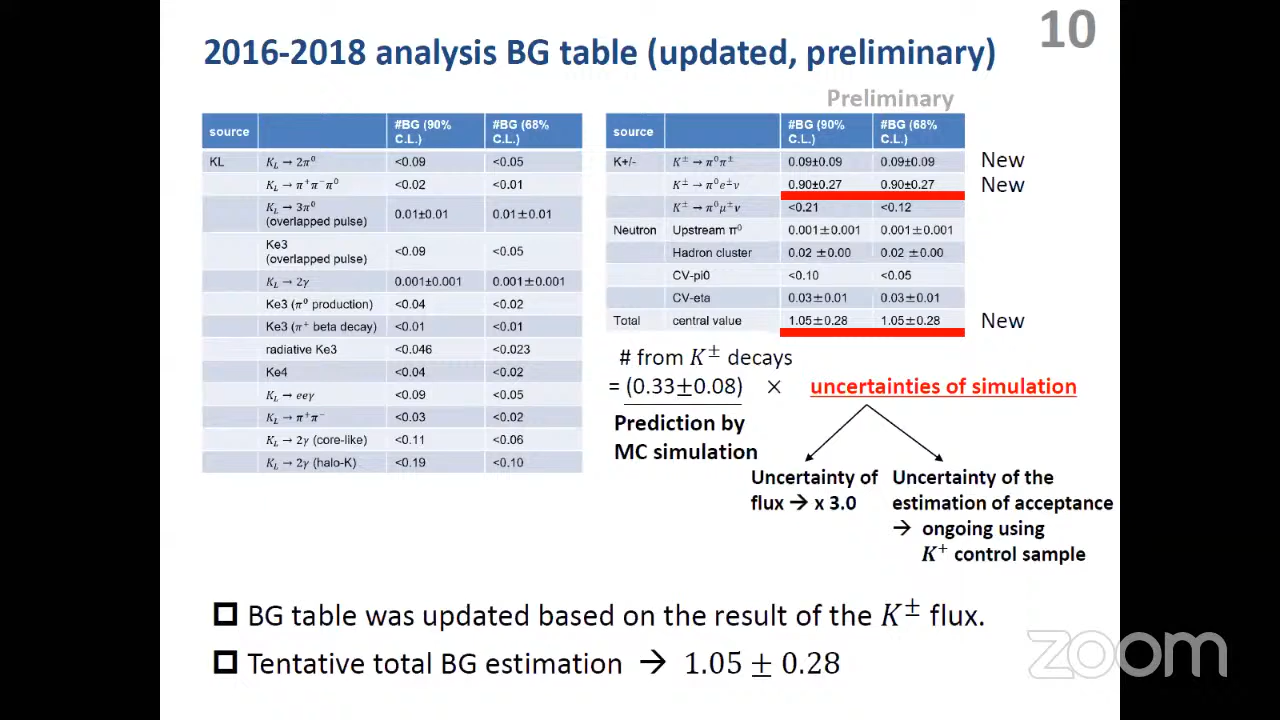 10
2016-2018 analysis BG table (updated, preliminary)
Preliminary
source #BG (90% C.L.) #BG (68% C.L.)
KL K_L → 2π⁰ <0.09 <0.05
K_L → π⁺π⁻π⁰ <0.02 <0.01
K_L → 3π⁰ (overlapped pulse) 0.01±0.01 0.01±0.01
Ke3 (overlapped pulse) <0.09 <0.05
K_L → 2γ 0.001±0.001 0.001±0.001
Ke3 (π⁰ production) <0.04 <0.02
Ke3 (π⁺ beta decay) <0.01 <0.01
radiative Ke3 <0.046 <0.023
Ke4 <0.04 <0.02
K_L → eeγ <0.09 <0.05
K_L → π⁺π⁻ <0.03 <0.02
K_L → 2γ (core-like) <0.11 <0.06
K_L → 2γ (halo-K) <0.19 <0.10
source #BG (90% C.L.) #BG (68% C.L.)
K+/- K± → π⁰π± 0.09±0.09 0.09±0.09 New
K± → π⁰e±ν 0.90±0.27 0.90±0.27 New
K± → π⁰μ±ν <0.21 <0.12
Neutron Upstream π⁰ 0.001±0.001 0.001±0.001
Hadron cluster 0.02 ±0.00 0.02 ±0.00
CV-pi0 <0.10 <0.05
CV-eta 0.03±0.01 0.03±0.01
Total central value 1.05±0.28 1.05±0.28 New
# from K± decays
= (0.33±0.08) × uncertainties of simulation
Prediction by
MC simulation
Uncertainty of
flux → x 3.0
Uncertainty of the
estimation of acceptance
→ ongoing using
K⁺ control sample
BG table was updated based on the result of the K± flux.
Tentative total BG estimation → 1.05 ± 0.28
zoom